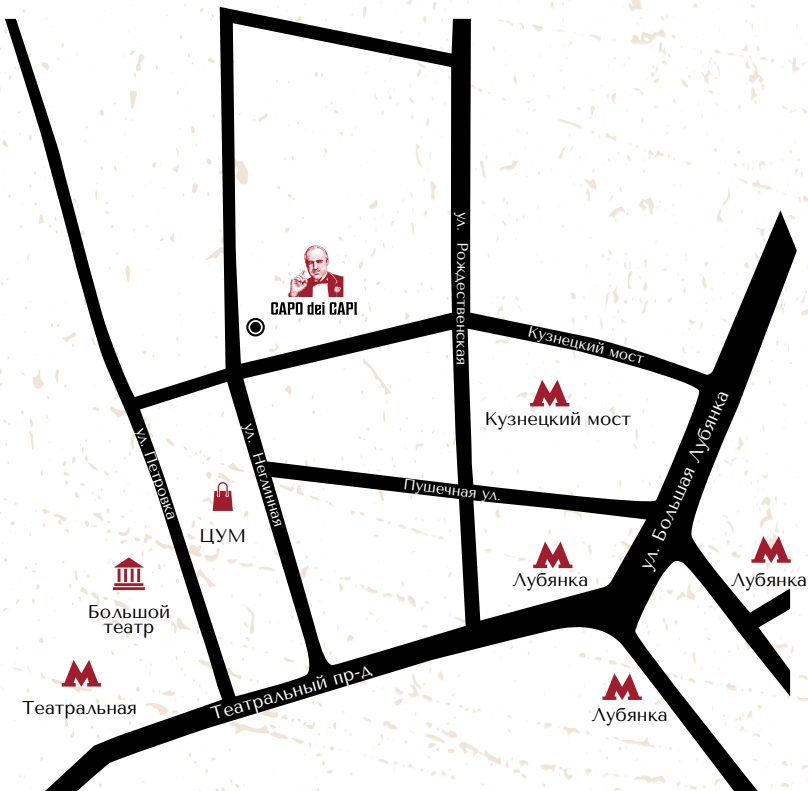 ул. Рождественская
CAPO dei CAPI
Кузнецкий мост
Кузнецкий мост
ул. Большая Лубянка
ул. Петровка
ул. Неглинная
Пушечная ул.
ЦУМ
Лубянка
Лубянка
Большой
театр
Театральная
Театральный пр-д
Лубянка